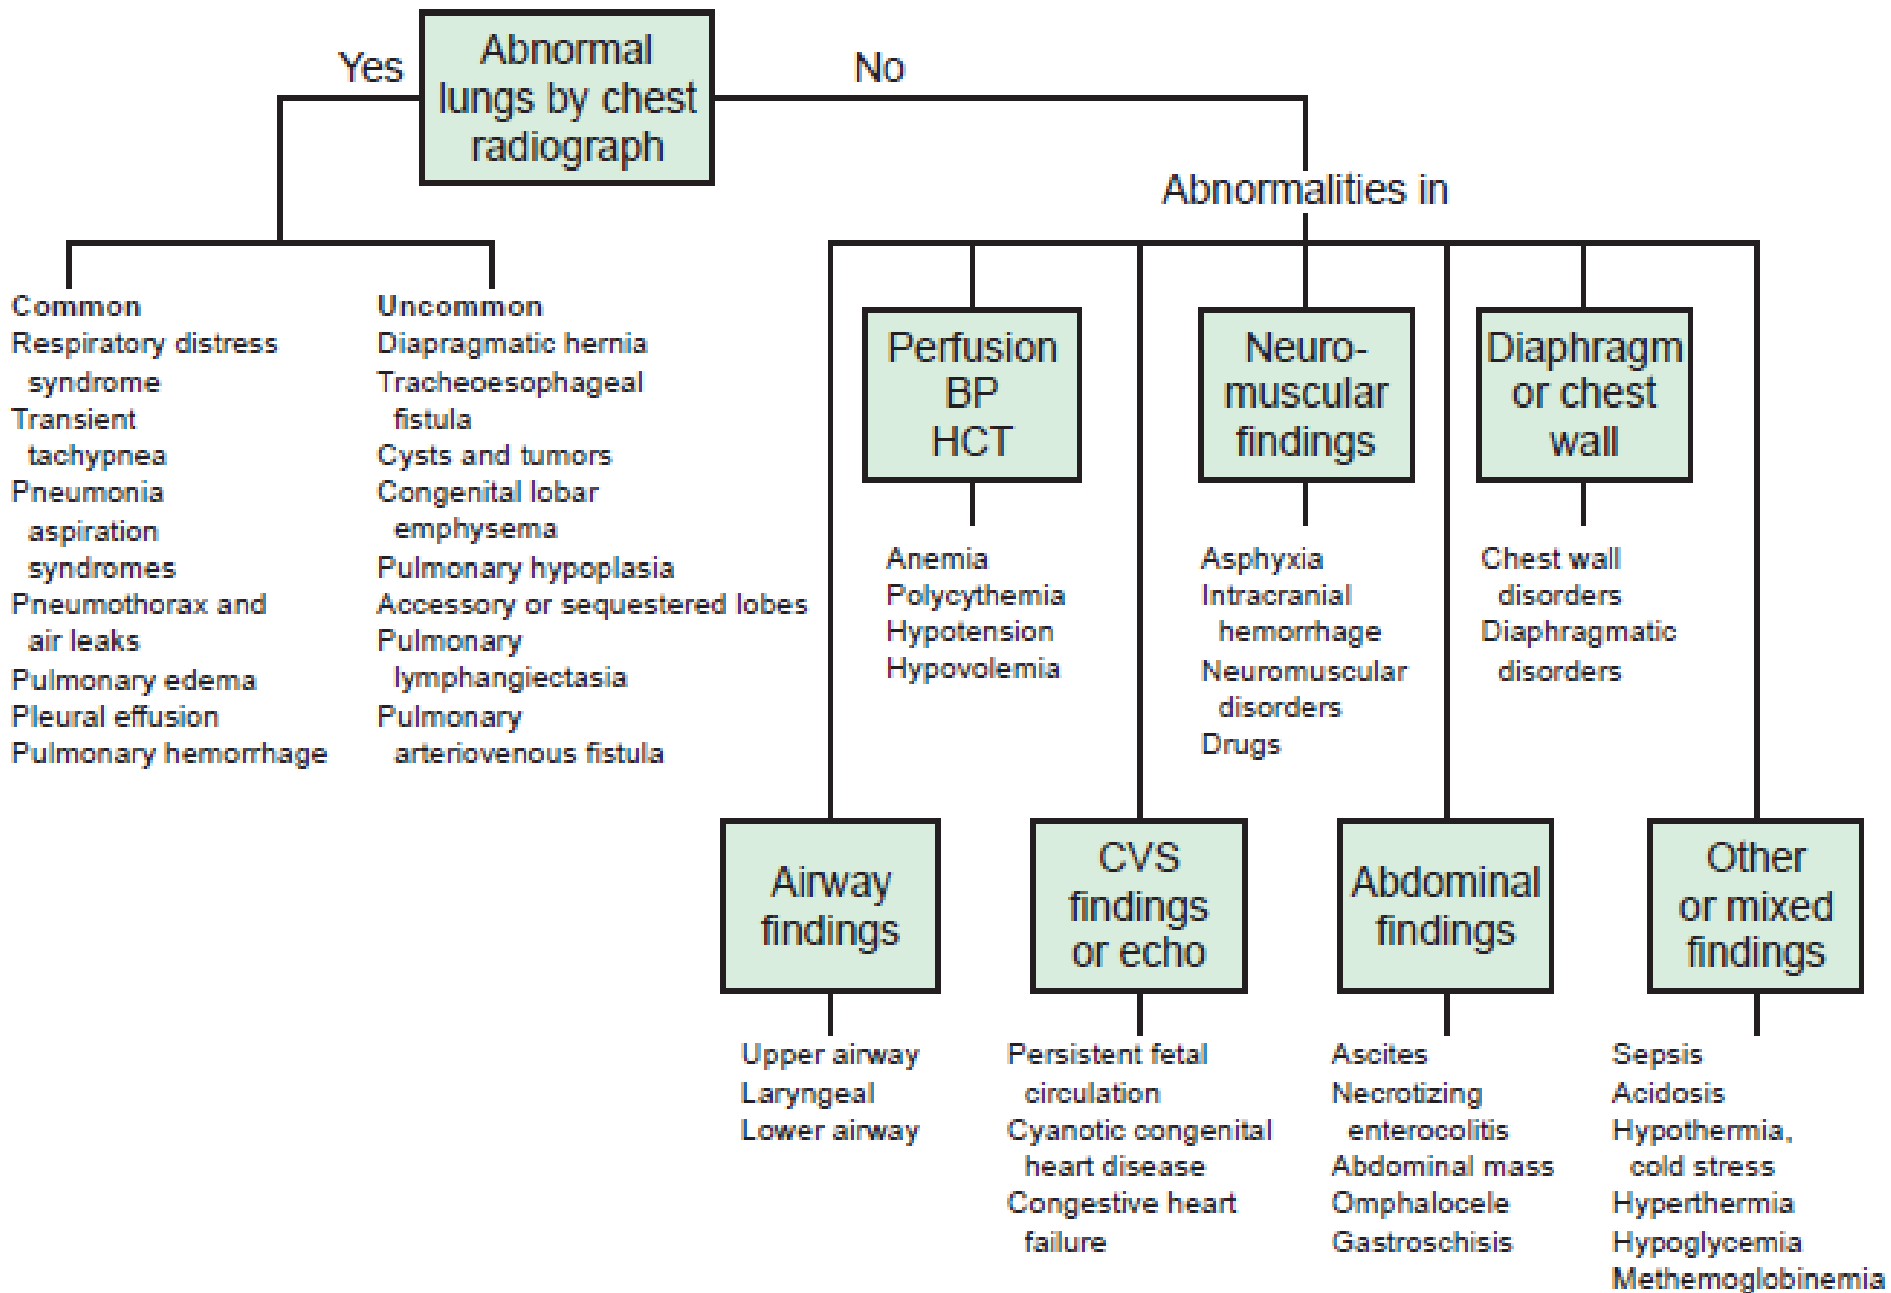 Abnormal
lungs by chest
radiograph
Yes
No
Abnormalities in
Common
Respiratory distress
syndrome
Transient
tachypnea
Pneumonia
aspiration
syndromes
Pneumothorax and
air leaks
Pulmonary edema
Pleural effusion
Pulmonary hemorrhage
Uncommon
Diapragmatic hernia
Tracheoesophageal
fistula
Cysts and tumors
Congenital lobar
emphysema
Pulmonary hypoplasia
Accessory or sequestered lobes
Pulmonary
lymphangiectasia
Pulmonary
arteriovenous fistula
Perfusion
BP
HCT
Anemia
Polycythemia
Hypotension
Hypovolemia
Neuro-
muscular
findings
Asphyxia
Intracranial
hemorrhage
Neuromuscular
disorders
Drugs
Diaphragm
or chest
wall
Chest wall
disorders
Diaphragmatic
disorders
Airway
findings
Upper airway
Laryngeal
Lower airway
CVS
findings
or echo
Persistent fetal
circulation
Cyanotic congenital
heart disease
Congestive heart
failure
Abdominal
findings
Ascites
Necrotizing
enterocolitis
Abdominal mass
Omphalocele
Gastroschisis
Other
or mixed
findings
Sepsis
Acidosis
Hypothermia,
cold stress
Hyperthermia
Hypoglycemia
Methemoglobinemia